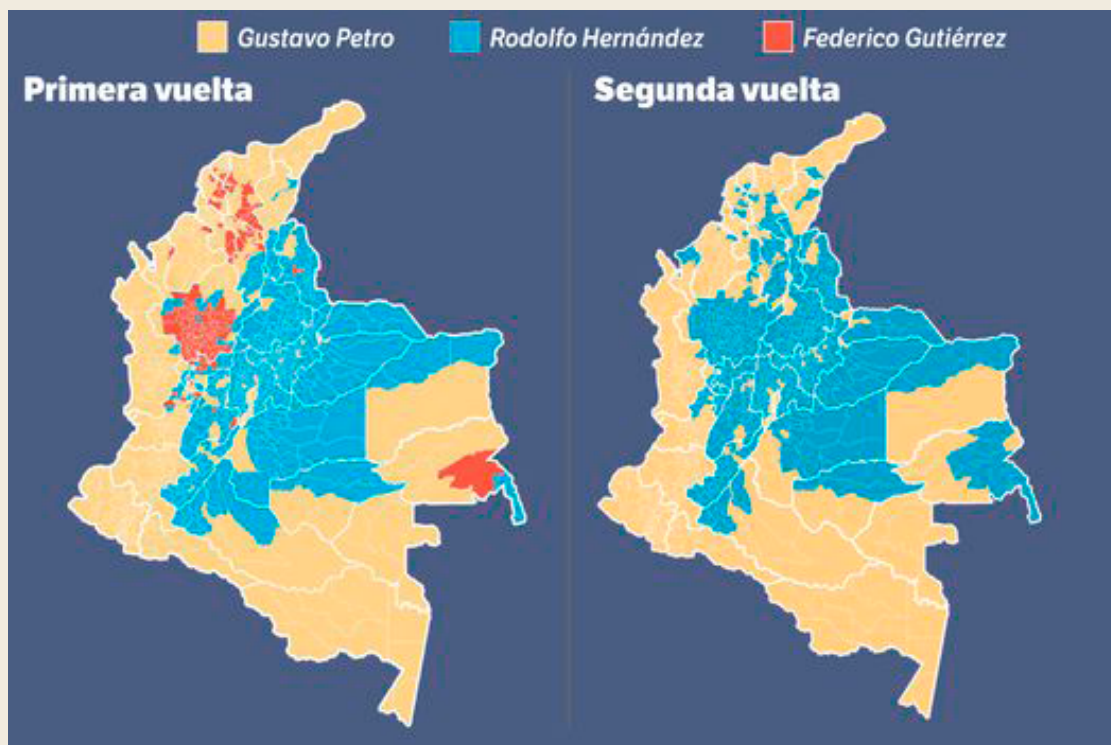 Gustavo Petro
Rodolfo Hernández
Federico Gutiérrez
Primera vuelta
Segunda vuelta